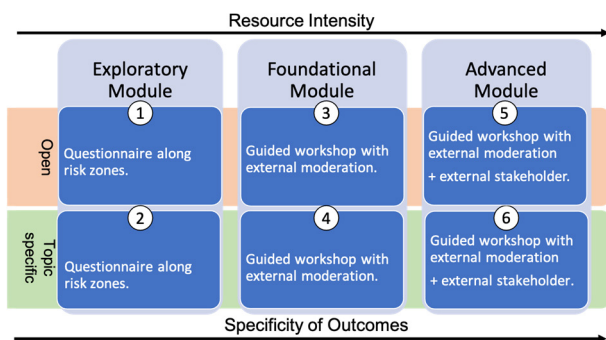 Resource Intensity
Exploratory
Module
Foundational
Module
Advanced
Module
Open
1
Questionnaire along
risk zones.
3
Guided workshop with
external moderation.
5
Guided workshop with
external moderation
+ external stakeholder.
Topic
specific
2
Questionnaire along
risk zones.
4
Guided workshop with
external moderation.
6
Guided workshop with
external moderation
+ external stakeholder.
Specificity of Outcomes